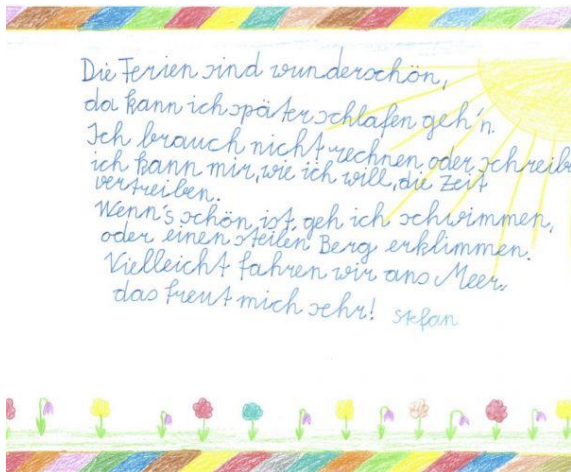 Die Ferien sind wunderschön,
da kann ich später schlafen geh'n.
Ich brauch nicht rechnen oder schreib
ich kann mir, wie ich will, die Zeit
vertreiben.
Wenn's schön ist, geh ich schwimmen,
oder einen steilen Berg erklimmen.
Vielleicht fahren wir ans Meer,
das freut mich sehr! Stefan